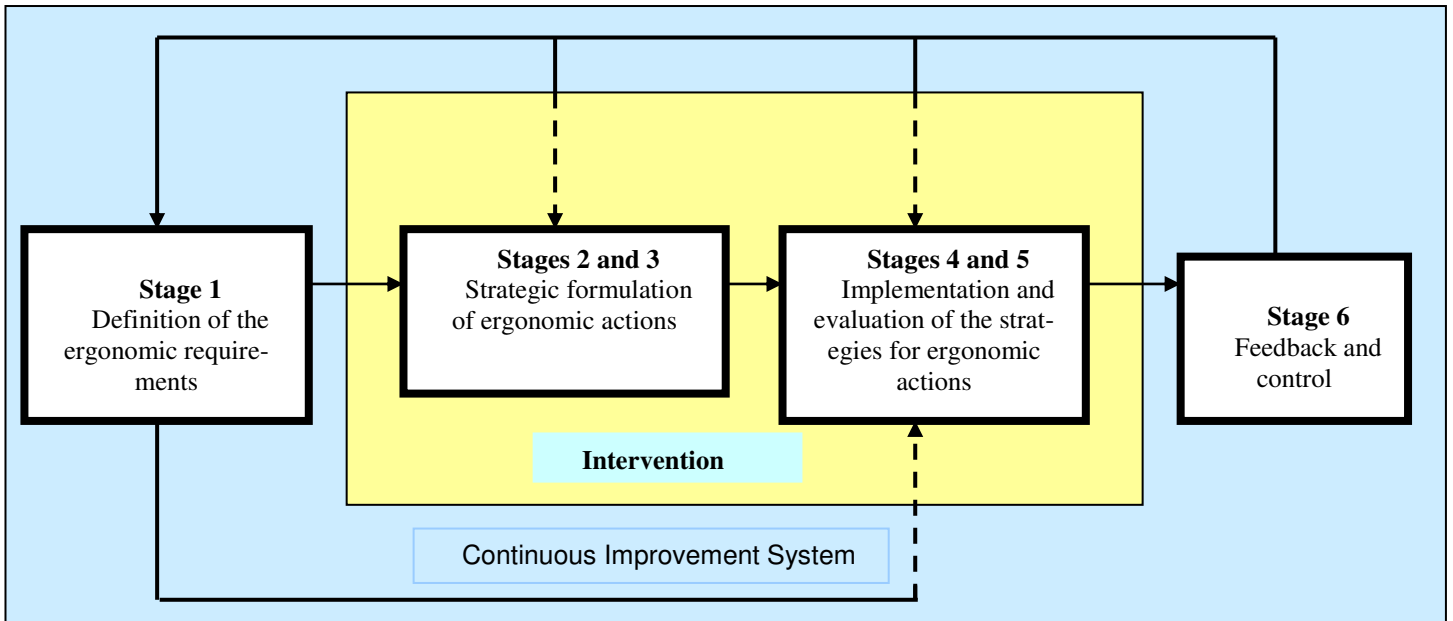 Stage 1
Definition of the
ergonomic require-
ments
Stages 2 and 3
Strategic formulation
of ergonomic actions
Stages 4 and 5
Implementation and
evaluation of the strat-
egies for ergonomic
actions
Stage 6
Feedback and
control
Intervention
Continuous Improvement System